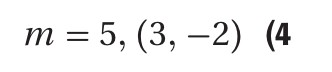 m = 5, (3, −2) (4